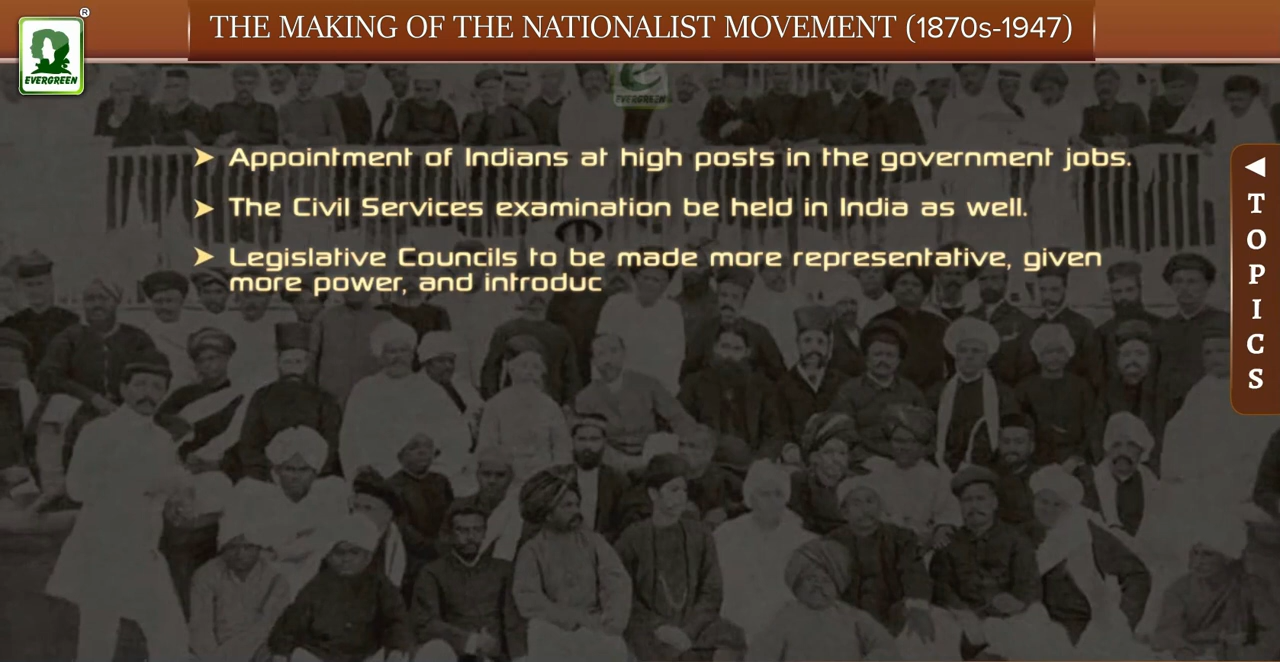 THE MAKING OF THE NATIONALIST MOVEMENT (1870s-1947)
®
EVERGREEN
EVERGREEN
➤ Appointment of Indians at high posts in the government jobs.
➤ The Civil Services examination be held in India as well.
➤ Legislative Councils to be made more representative, given
more power, and introduc
◀
TOPICS